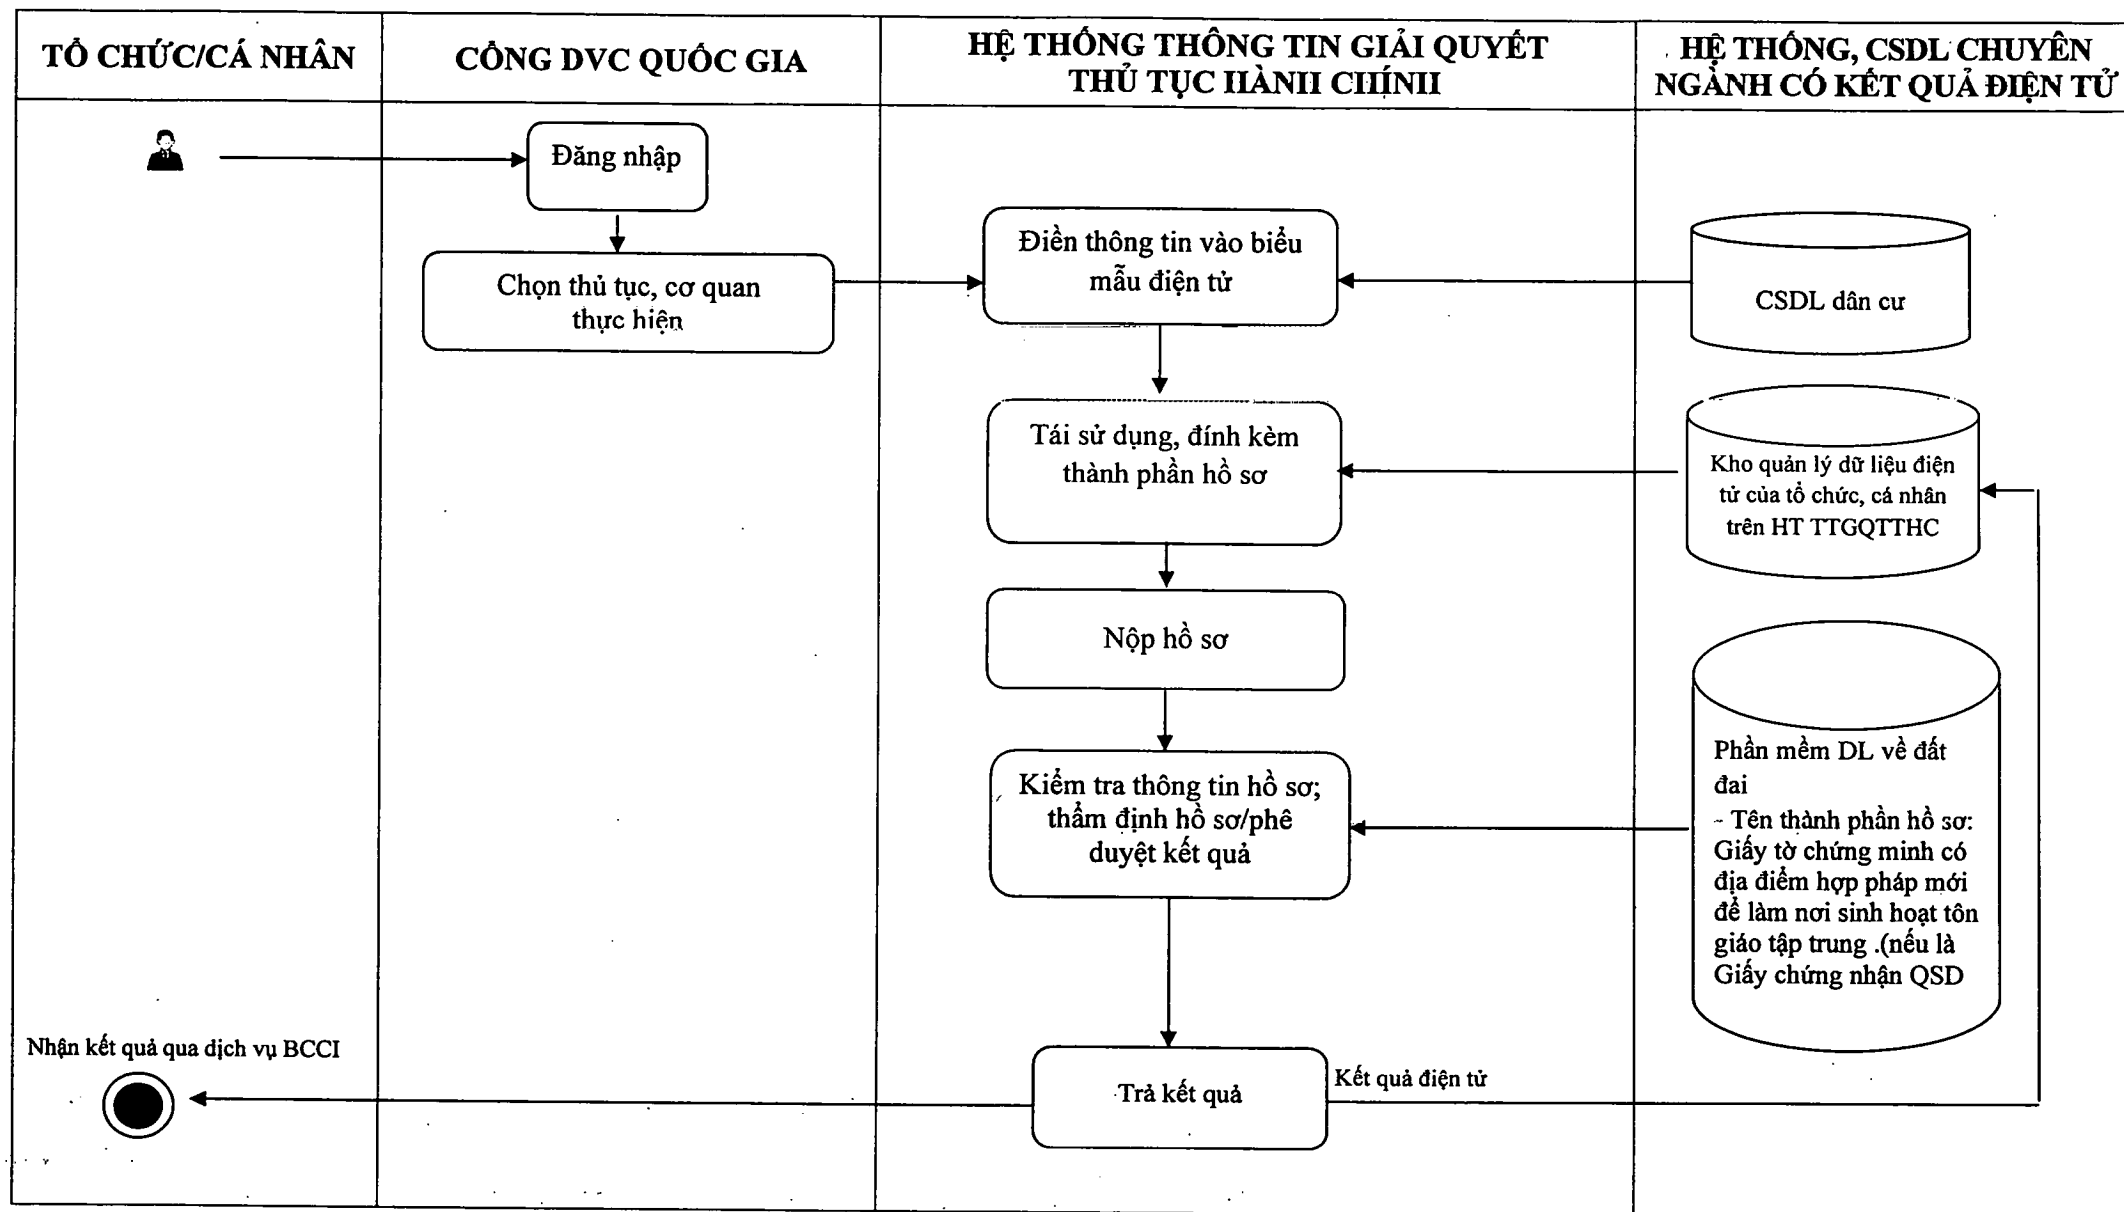 TỔ CHỨC/CÁ NHÂN
CỔNG DVC QUỐC GIA
HỆ THỐNG THÔNG TIN GIẢI QUYẾT
THỦ TỤC HÀNH CHÍNH
HỆ THỐNG, CSDL CHUYÊN
NGÀNH CÓ KẾT QUẢ ĐIỆN TỬ
Đăng nhập
Chọn thủ tục, cơ quan
thực hiện
Điền thông tin vào biểu
mẫu điện tử
CSDL dân cư
Tái sử dụng, đính kèm
thành phần hồ sơ
Kho quản lý dữ liệu điện
tử của tổ chức, cá nhân
trên HT TTGQTTHC
Nộp hồ sơ
Kiểm tra thông tin hồ sơ;
thẩm định hồ sơ/phê
duyệt kết quả
Phần mềm DL về đất
đai
- Tên thành phần hồ sơ:
Giấy tờ chứng minh có
địa điểm hợp pháp mới
để làm nơi sinh hoạt tôn
giáo tập trung .(nếu là
Giấy chứng nhận QSD
Nhận kết quả qua dịch vụ BCCI
Trả kết quả
Kết quả điện tử